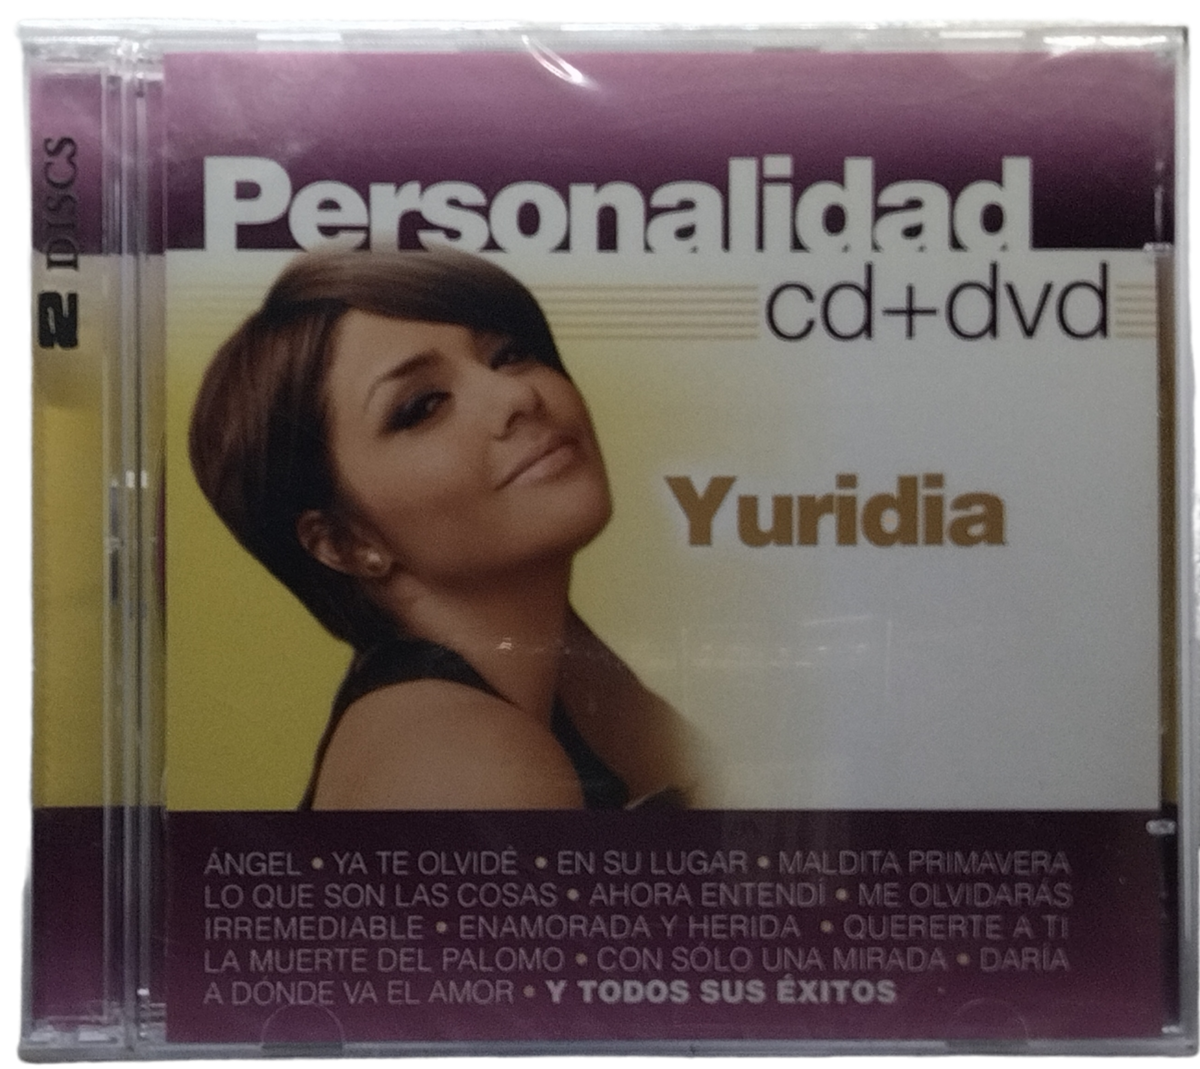 2 DISCS
Personalidad
cd+dvd
Yuridia
ÁNGEL • YA TE OLVIDÉ • EN SU LUGAR • MALDITA PRIMAVERA
LO QUE SON LAS COSAS • AHORA ENTENDÍ • ME OLVIDARÁS
IRREMEDIABLE • ENAMORADA Y HERIDA • QUERERTE A TI
LA MUERTE DEL PALOMO • CON SÓLO UNA MIRADA • DARÍA
A DÓNDE VA EL AMOR • Y TODOS SUS ÉXITOS